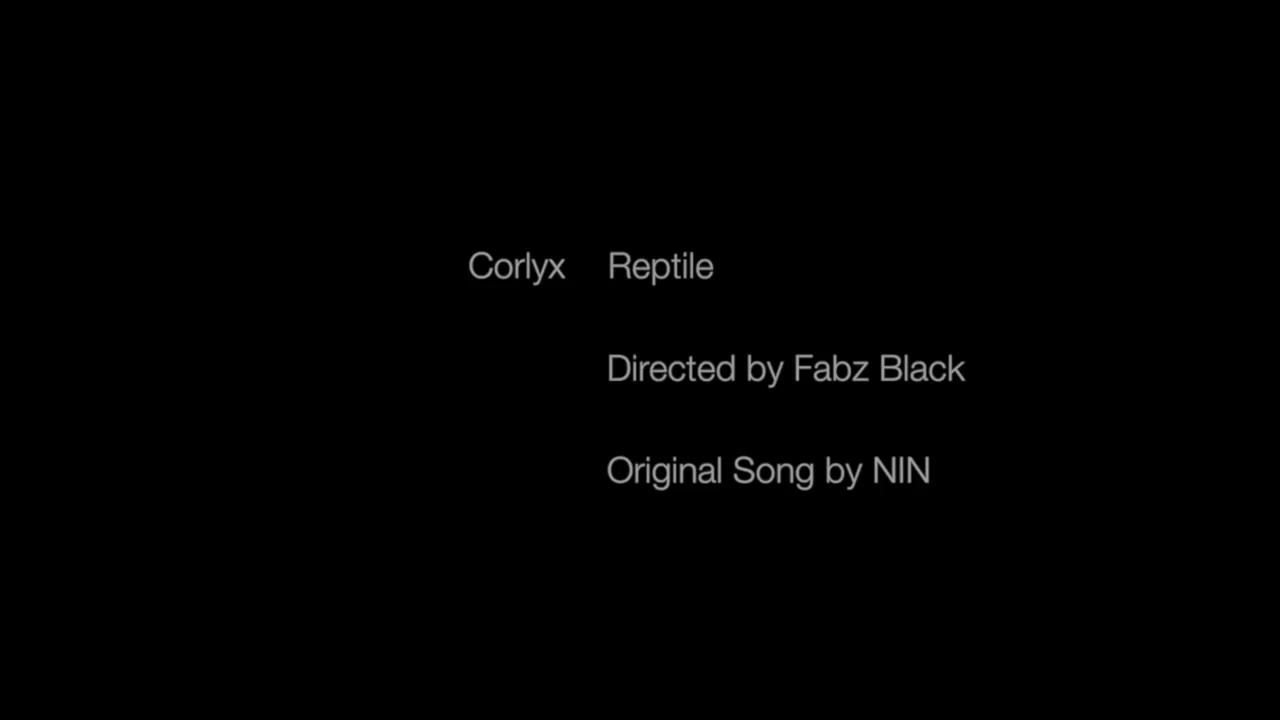 Corlyx Reptile
Directed by Fabz Black
Original Song by NIN